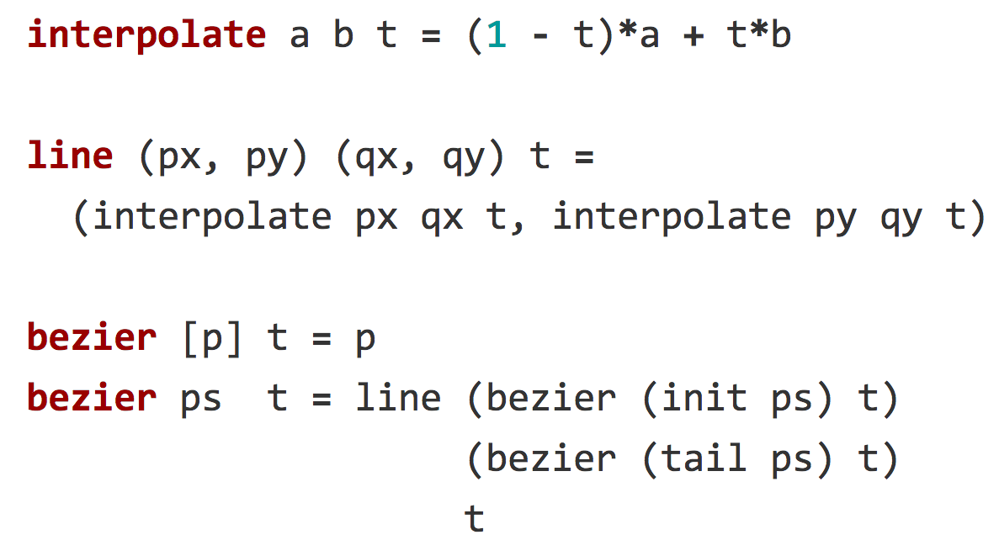 interpolate a b t = (1 - t)*a + t*b
line (px, py) (qx, qy) t =
  (interpolate px qx t, interpolate py qy t)
bezier [p] t = p
bezier ps  t = line (bezier (init ps) t)
                    (bezier (tail ps) t)
                    t